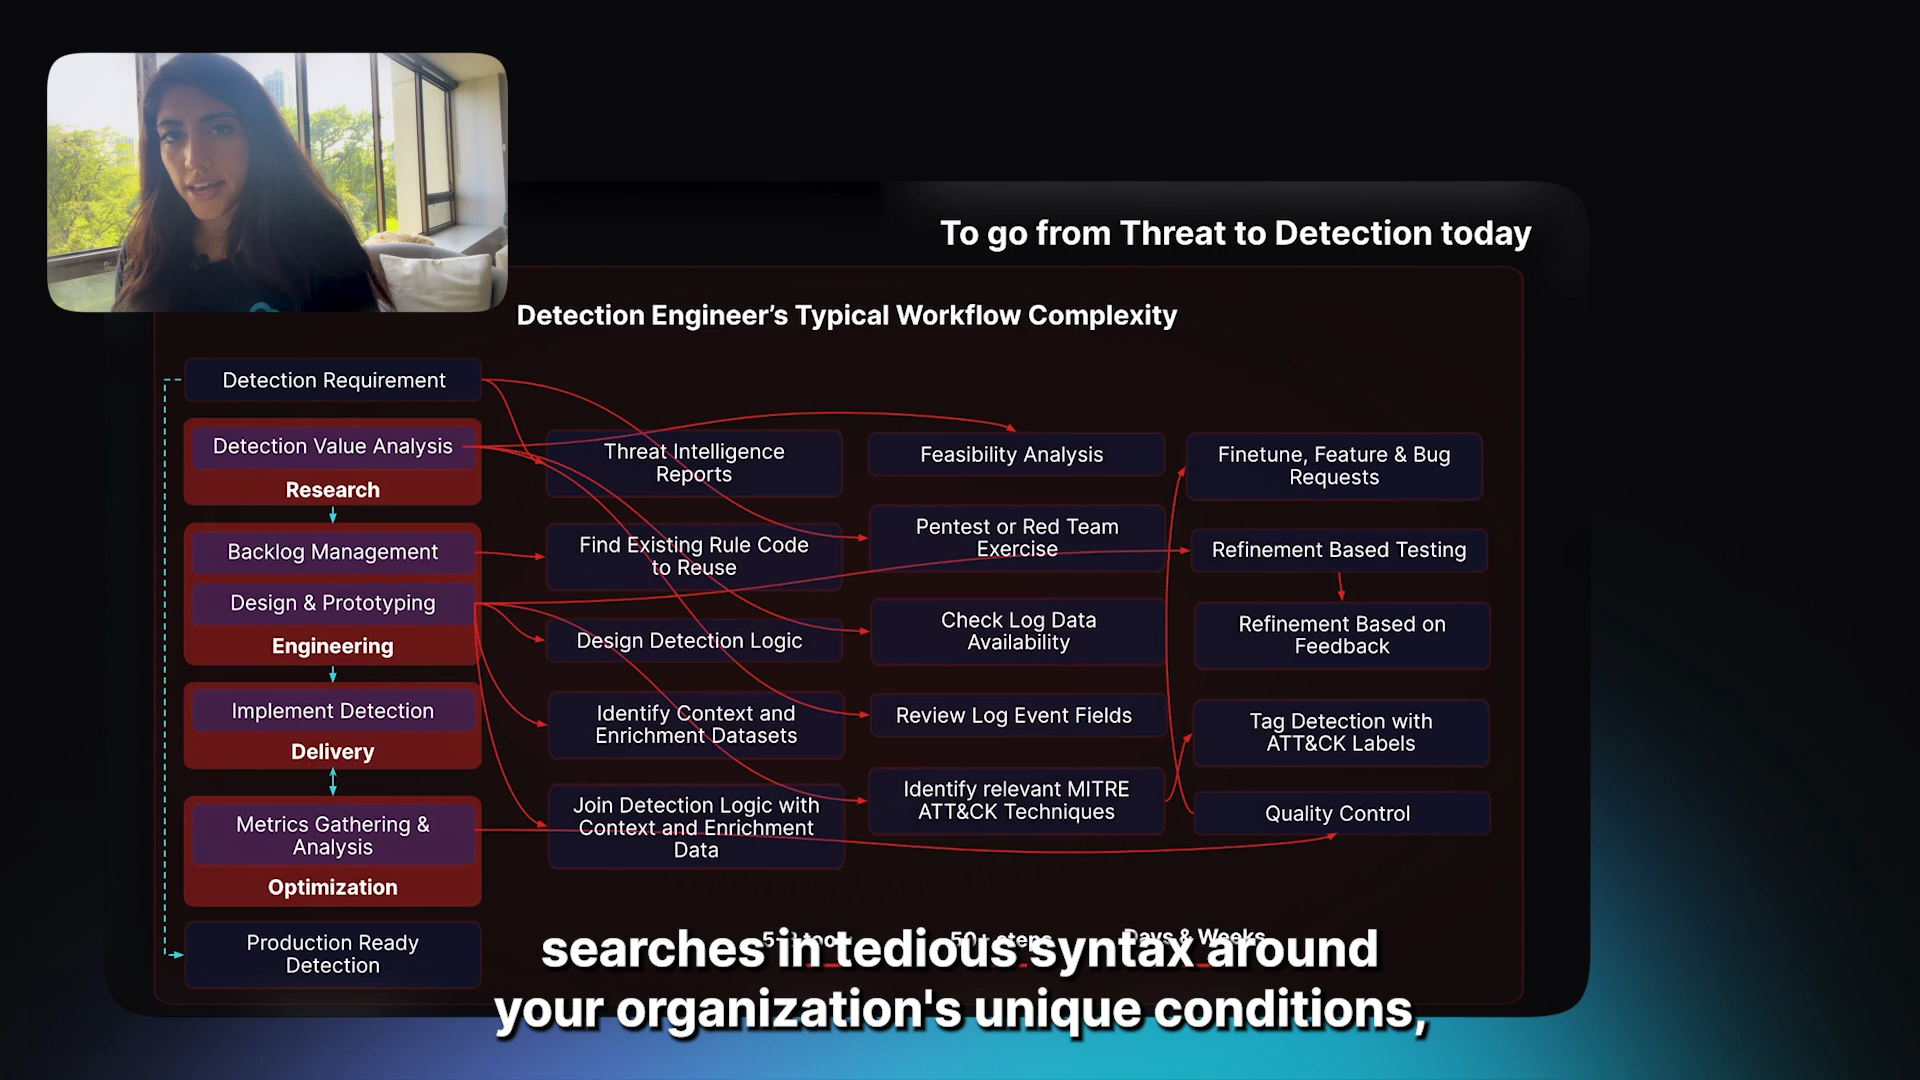 To go from Threat to Detection today
Detection Engineer's Typical Workflow Complexity
Detection Requirement
Detection Value Analysis
Research
Backlog Management
Design & Prototyping
Engineering
Implement Detection
Delivery
Metrics Gathering &
Analysis
Optimization
Production Ready
Detection
Threat Intelligence
Reports
Find Existing Rule Code
to Reuse
Design Detection Logic
Identify Context and
Enrichment Datasets
Join Detection Logic with
Context and Enrichment
Data
Feasibility Analysis
Pentest or Red Team
Exercise
Check Log Data
Availability
Review Log Event Fields
Identify relevant MITRE
ATT&CK Techniques
Finetune, Feature & Bug
Requests
Refinement Based Testing
Refinement Based on
Feedback
Tag Detection with
ATT&CK Labels
Quality Control
50+ steps
Days & Weeks
searches in tedious syntax around
your organization's unique conditions,